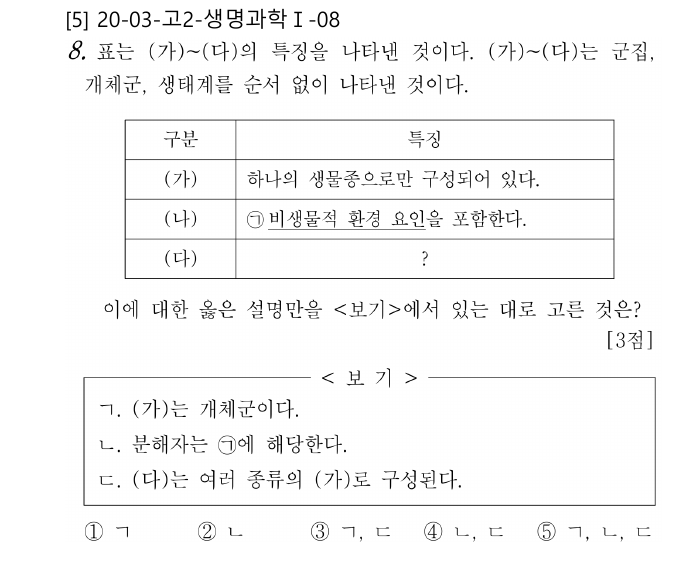 [5] 20-03-고2-생명과학Ⅰ-08
8. 표는 (가)~(다)의 특징을 나타낸 것이다. (가)~(다)는 군집,
개체군, 생태계를 순서 없이 나타낸 것이다.
구분 특징
(가) 하나의 생물종으로만 구성되어 있다.
(나) ㉠비생물적 환경 요인을 포함한다.
(다) ?
이에 대한 옳은 설명만을 <보기>에서 있는 대로 고른 것은?
[3점]
< 보 기 >
ㄱ. (가)는 개체군이다.
ㄴ. 분해자는 ㉠에 해당한다.
ㄷ. (다)는 여러 종류의 (가)로 구성된다.
① ㄱ ② ㄴ ③ ㄱ, ㄷ ④ ㄴ, ㄷ ⑤ ㄱ, ㄴ, ㄷ